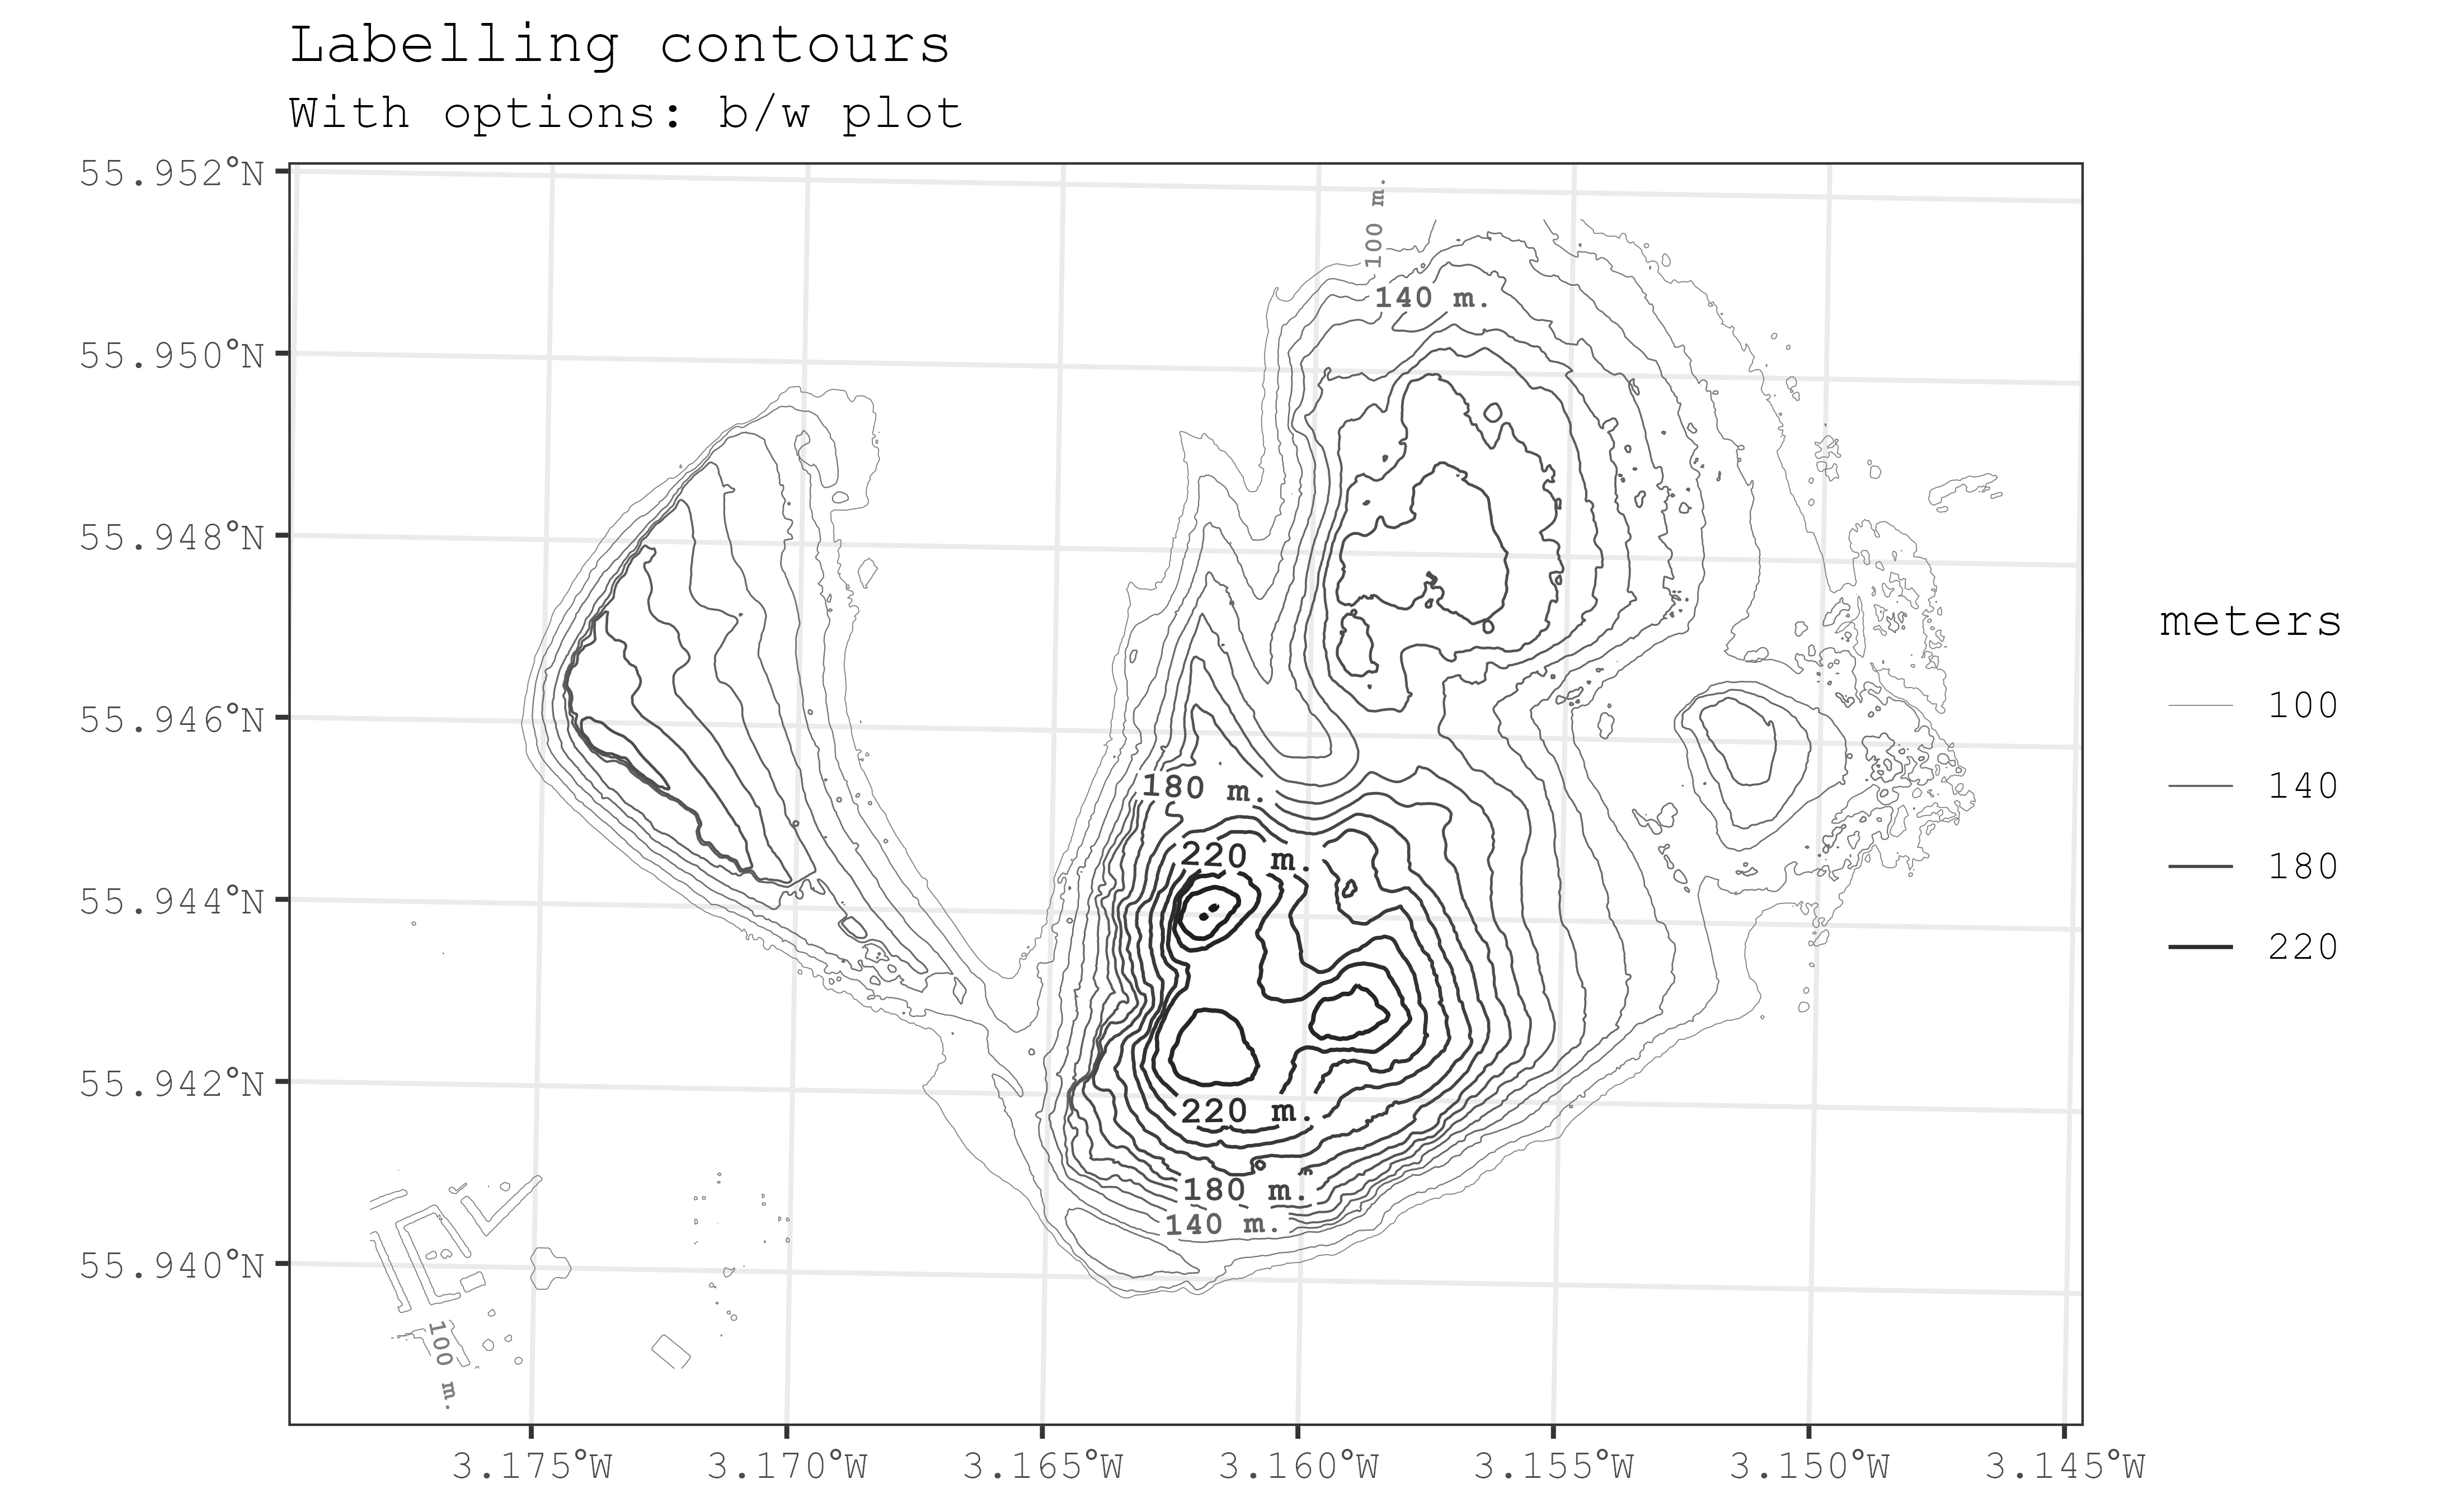 Labelling contours
With options: b/w plot
55.952°N
55.950°N
55.948°N
55.946°N
55.944°N
55.942°N
55.940°N
100 m.
140 m.
180 m.
220 m.
220 m.
180 m.
140 m.
100 m.
3.175°W 3.170°W 3.165°W 3.160°W 3.155°W 3.150°W 3.145°W
meters
100
140
180
220